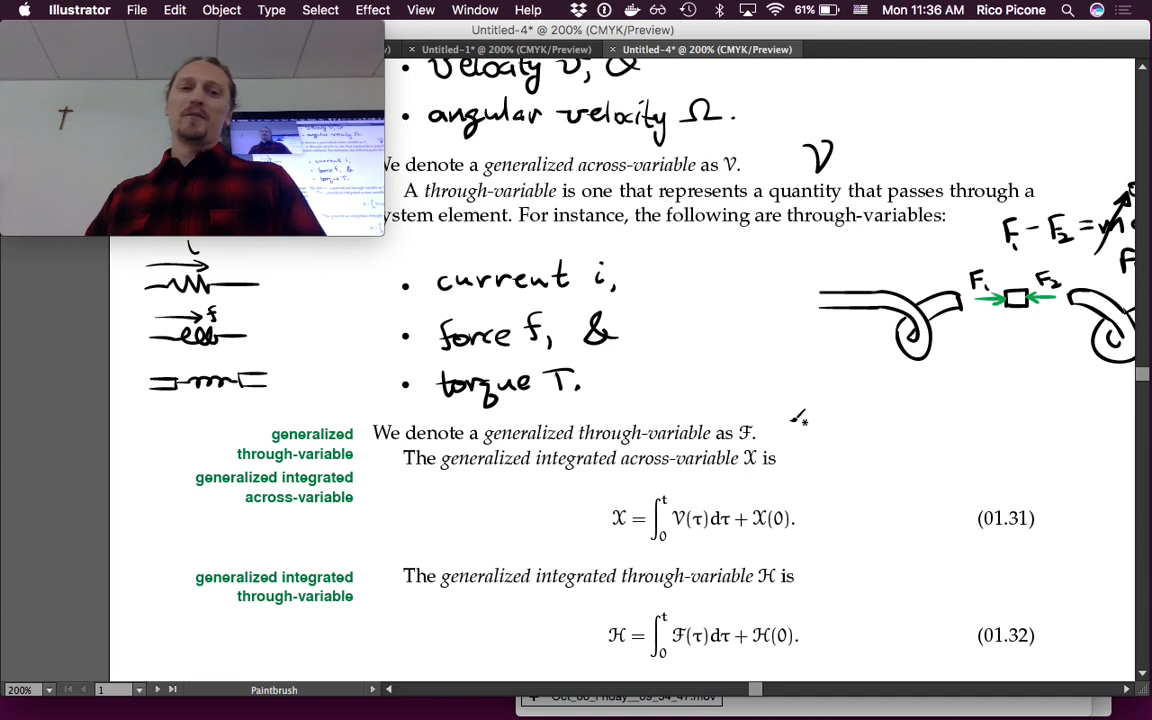 Illustrator File Edit Object Type Select Effect View Window Help 61% Mon 11:36 AM Rico Picone
Untitled-4* @ 200% (CMYK/Preview)
× Untitled-1* @ 200% (CMYK/Preview) × Untitled-4* @ 200% (CMYK/Preview)
• velocity v, &
• angular velocity Ω.
We denote a generalized across-variable as V. V
A through-variable is one that represents a quantity that passes through a
system element. For instance, the following are through-variables:
F₁ - F₂ = m
i
• current i,
F₁ F₂
f
• force f, &
• torque T.
generalized
through-variable
We denote a generalized through-variable as F.
The generalized integrated across-variable X is
generalized integrated
across-variable
X = ∫₀ᵗ V(τ)dτ + X(0). (01.31)
generalized integrated
through-variable
The generalized integrated through-variable H is
H = ∫₀ᵗ F(τ)dτ + H(0). (01.32)
200% 1 Paintbrush